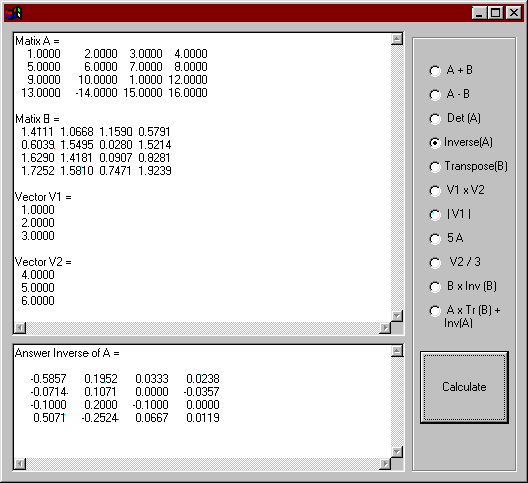 Matix A =
1.0000 2.0000 3.0000 4.0000
5.0000 6.0000 7.0000 8.0000
9.0000 10.0000 1.0000 12.0000
13.0000 -14.0000 15.0000 16.0000
Matix B =
1.4111 1.0668 1.1590 0.5791
0.6039 1.5495 0.0280 1.5214
1.6290 1.4181 0.0907 0.8281
1.7252 1.5810 0.7471 1.9239
Vector V1 =
1.0000
2.0000
3.0000
Vector V2 =
4.0000
5.0000
6.0000
Answer Inverse of A =
-0.5857 0.1952 0.0333 0.0238
-0.0714 0.1071 0.0000 -0.0357
-0.1000 0.2000 -0.1000 0.0000
0.5071 -0.2524 0.0667 0.0119
A + B
A - B
Det (A)
Inverse(A)
Transpose(B)
V1 x V2
| V1 |
5 A
V2 / 3
B x Inv (B)
A x Tr (B) +
Inv(A)
Calculate